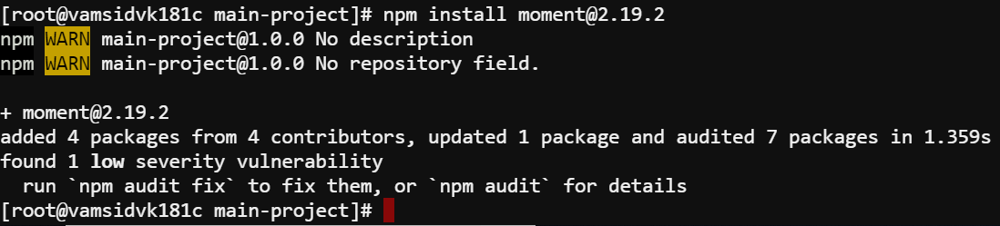 [root@vamsidvk181c main-project]# npm install moment@2.19.2
npm WARN main-project@1.0.0 No description
npm WARN main-project@1.0.0 No repository field.
+ moment@2.19.2
added 4 packages from 4 contributors, updated 1 package and audited 7 packages in 1.359s
found 1 low severity vulnerability
  run `npm audit fix` to fix them, or `npm audit` for details
[root@vamsidvk181c main-project]#